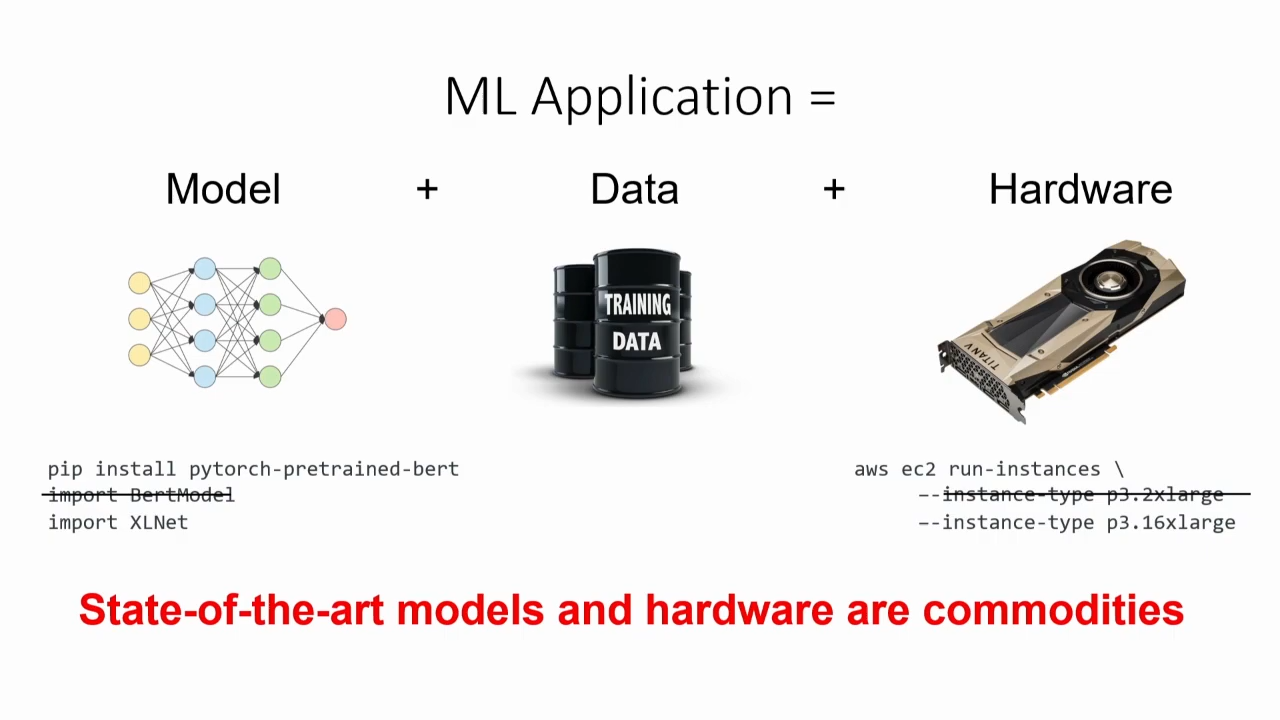 ML Application =
Model + Data + Hardware
TRAINING
DATA
TITAN V
pip install pytorch-pretrained-bert
import BertModel
import XLNet
aws ec2 run-instances \
--instance-type p3.2xlarge
--instance-type p3.16xlarge
State-of-the-art models and hardware are commodities